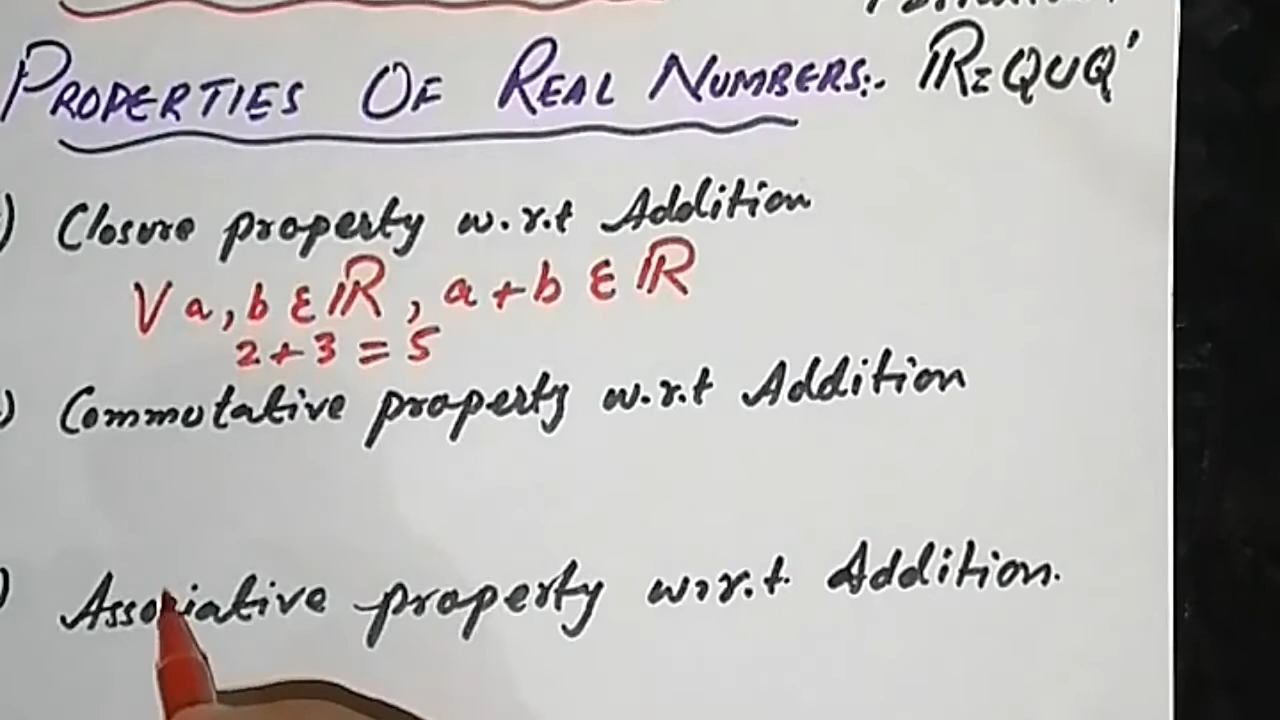 PROPERTIES OF REAL NUMBERS:. ℝ=QUQ'
) Closure property w.r.t Addition
∀ a, b ∈ ℝ, a + b ∈ ℝ
2 + 3 = 5
) Commutative property w.r.t Addition
) Associative property w.r.t. Addition.